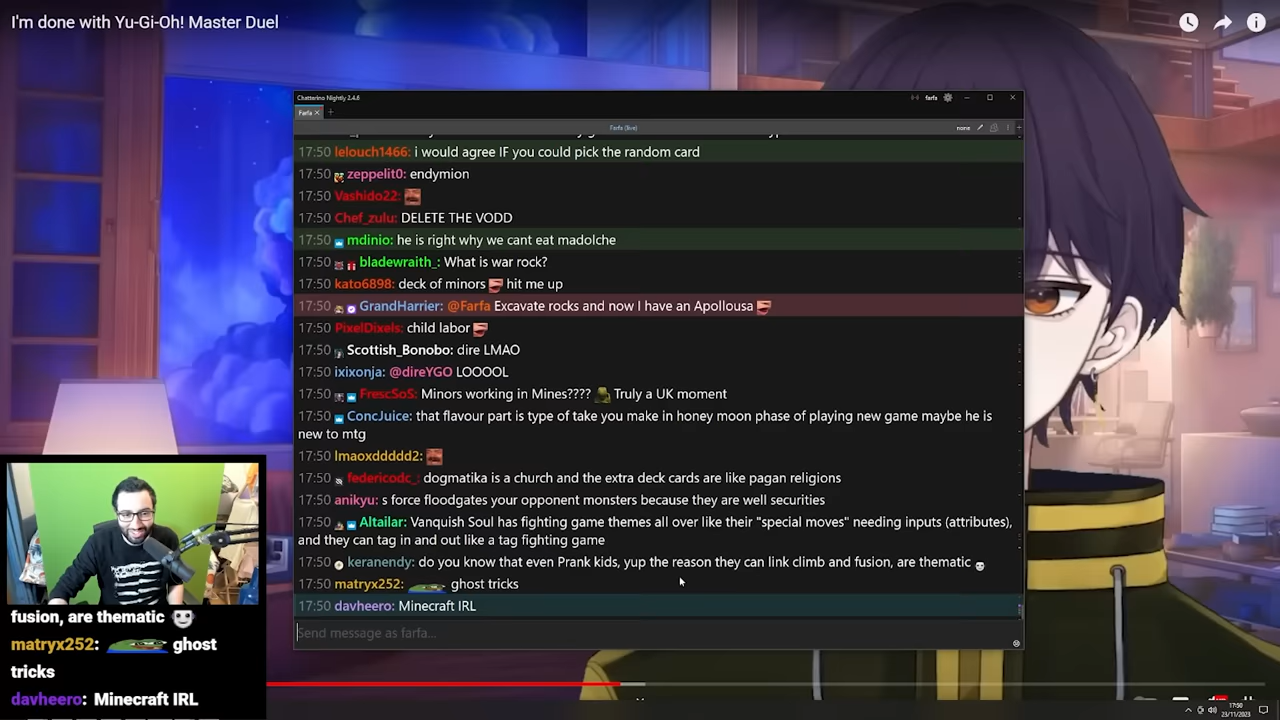 I'm done with Yu-Gi-Oh! Master Duel
Chatterino Nightly 2.4.6
farfa
Farfa
Farfa (live)
none
17:50 lelouch1466: i would agree IF you could pick the random card
17:50 zeppelit0: endymion
17:50 Vashido22:
17:50 Chef_zulu: DELETE THE VODD
17:50 mdinio: he is right why we cant eat madolche
17:50 bladewraith_: What is war rock?
17:50 kato6898: deck of minors hit me up
17:50 GrandHarrier: @Farfa Excavate rocks and now I have an Apollousa
17:50 PixelDixels: child labor
17:50 Scottish_Bonobo: dire LMAO
17:50 ixixonja: @direYGO LOOOOL
17:50 FrescSoS: Minors working in Mines???? Truly a UK moment
17:50 ConcJuice: that flavour part is type of take you make in honey moon phase of playing new game maybe he is
new to mtg
17:50 lmaoxddddd2:
17:50 federicodc_: dogmatika is a church and the extra deck cards are like pagan religions
17:50 anikyu: s force floodgates your opponent monsters because they are well securities
17:50 Altailar: Vanquish Soul has fighting game themes all over like their "special moves" needing inputs (attributes),
and they can tag in and out like a tag fighting game
17:50 keranendy: do you know that even Prank kids, yup the reason they can link climb and fusion, are thematic
17:50 matryx252: ghost tricks
17:50 davheero: Minecraft IRL
Send message as farfa...
fusion, are thematic
matryx252: ghost
tricks
davheero: Minecraft IRL
17:50
23/11/2023